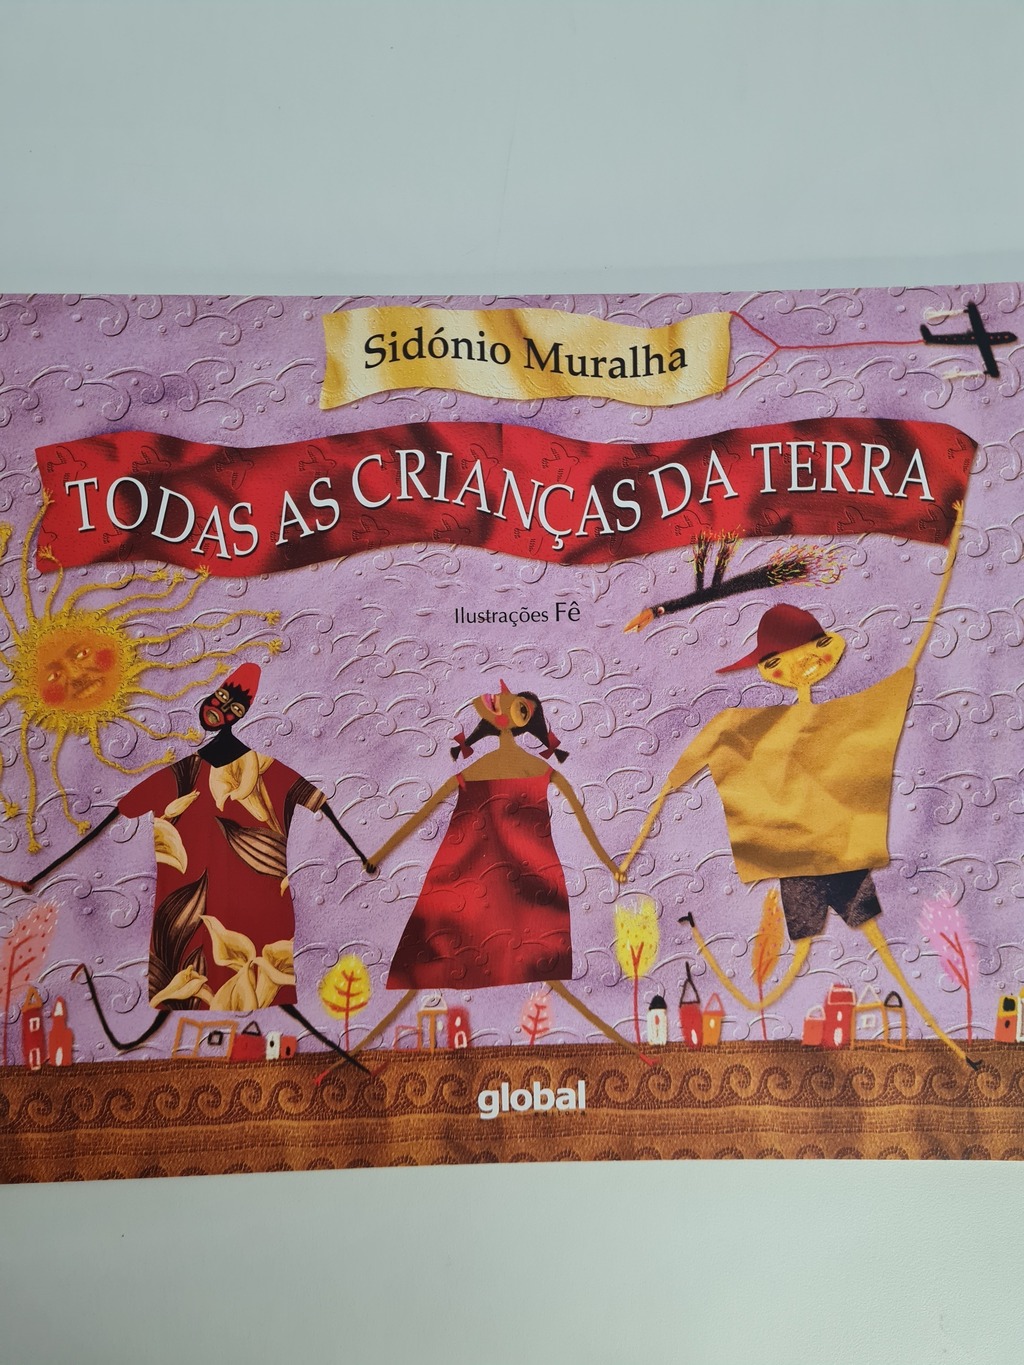 Sidónio Muralha
TODAS AS CRIANÇAS DA TERRA
Ilustrações Fê
global